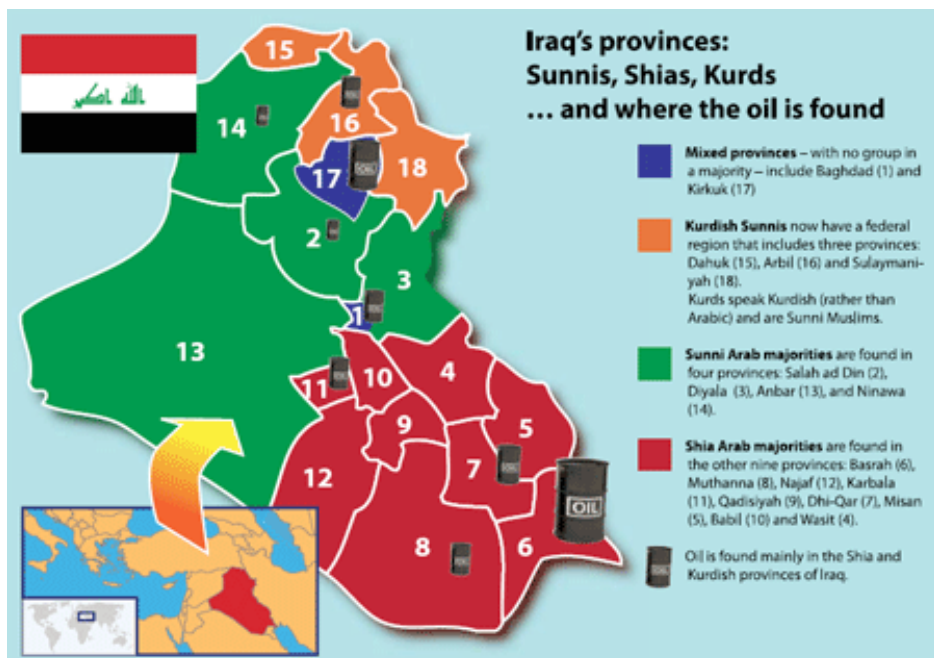 Iraq's provinces:
Sunnis, Shias, Kurds
… and where the oil is found
الله اكبر
Mixed provinces – with no group in
a majority – include Baghdad (1) and
Kirkuk (17)
Kurdish Sunnis now have a federal
region that includes three provinces:
Dahuk (15), Arbil (16) and Sulaymani-
yah (18).
Kurds speak Kurdish (rather than
Arabic) and are Sunni Muslims.
Sunni Arab majorities are found in
four provinces: Salah ad Din (2),
Diyala (3), Anbar (13), and Ninawa
(14).
Shia Arab majorities are found in
the other nine provinces: Basrah (6),
Muthanna (8), Najaf (12), Karbala
(11), Qadisiyah (9), Dhi-Qar (7), Misan
(5), Babil (10) and Wasit (4).
Oil is found mainly in the Shia and
Kurdish provinces of Iraq.
15
14
16
OIL
17
18
2
3
1
13
11
10
4
9
5
12
7
OIL
8
6